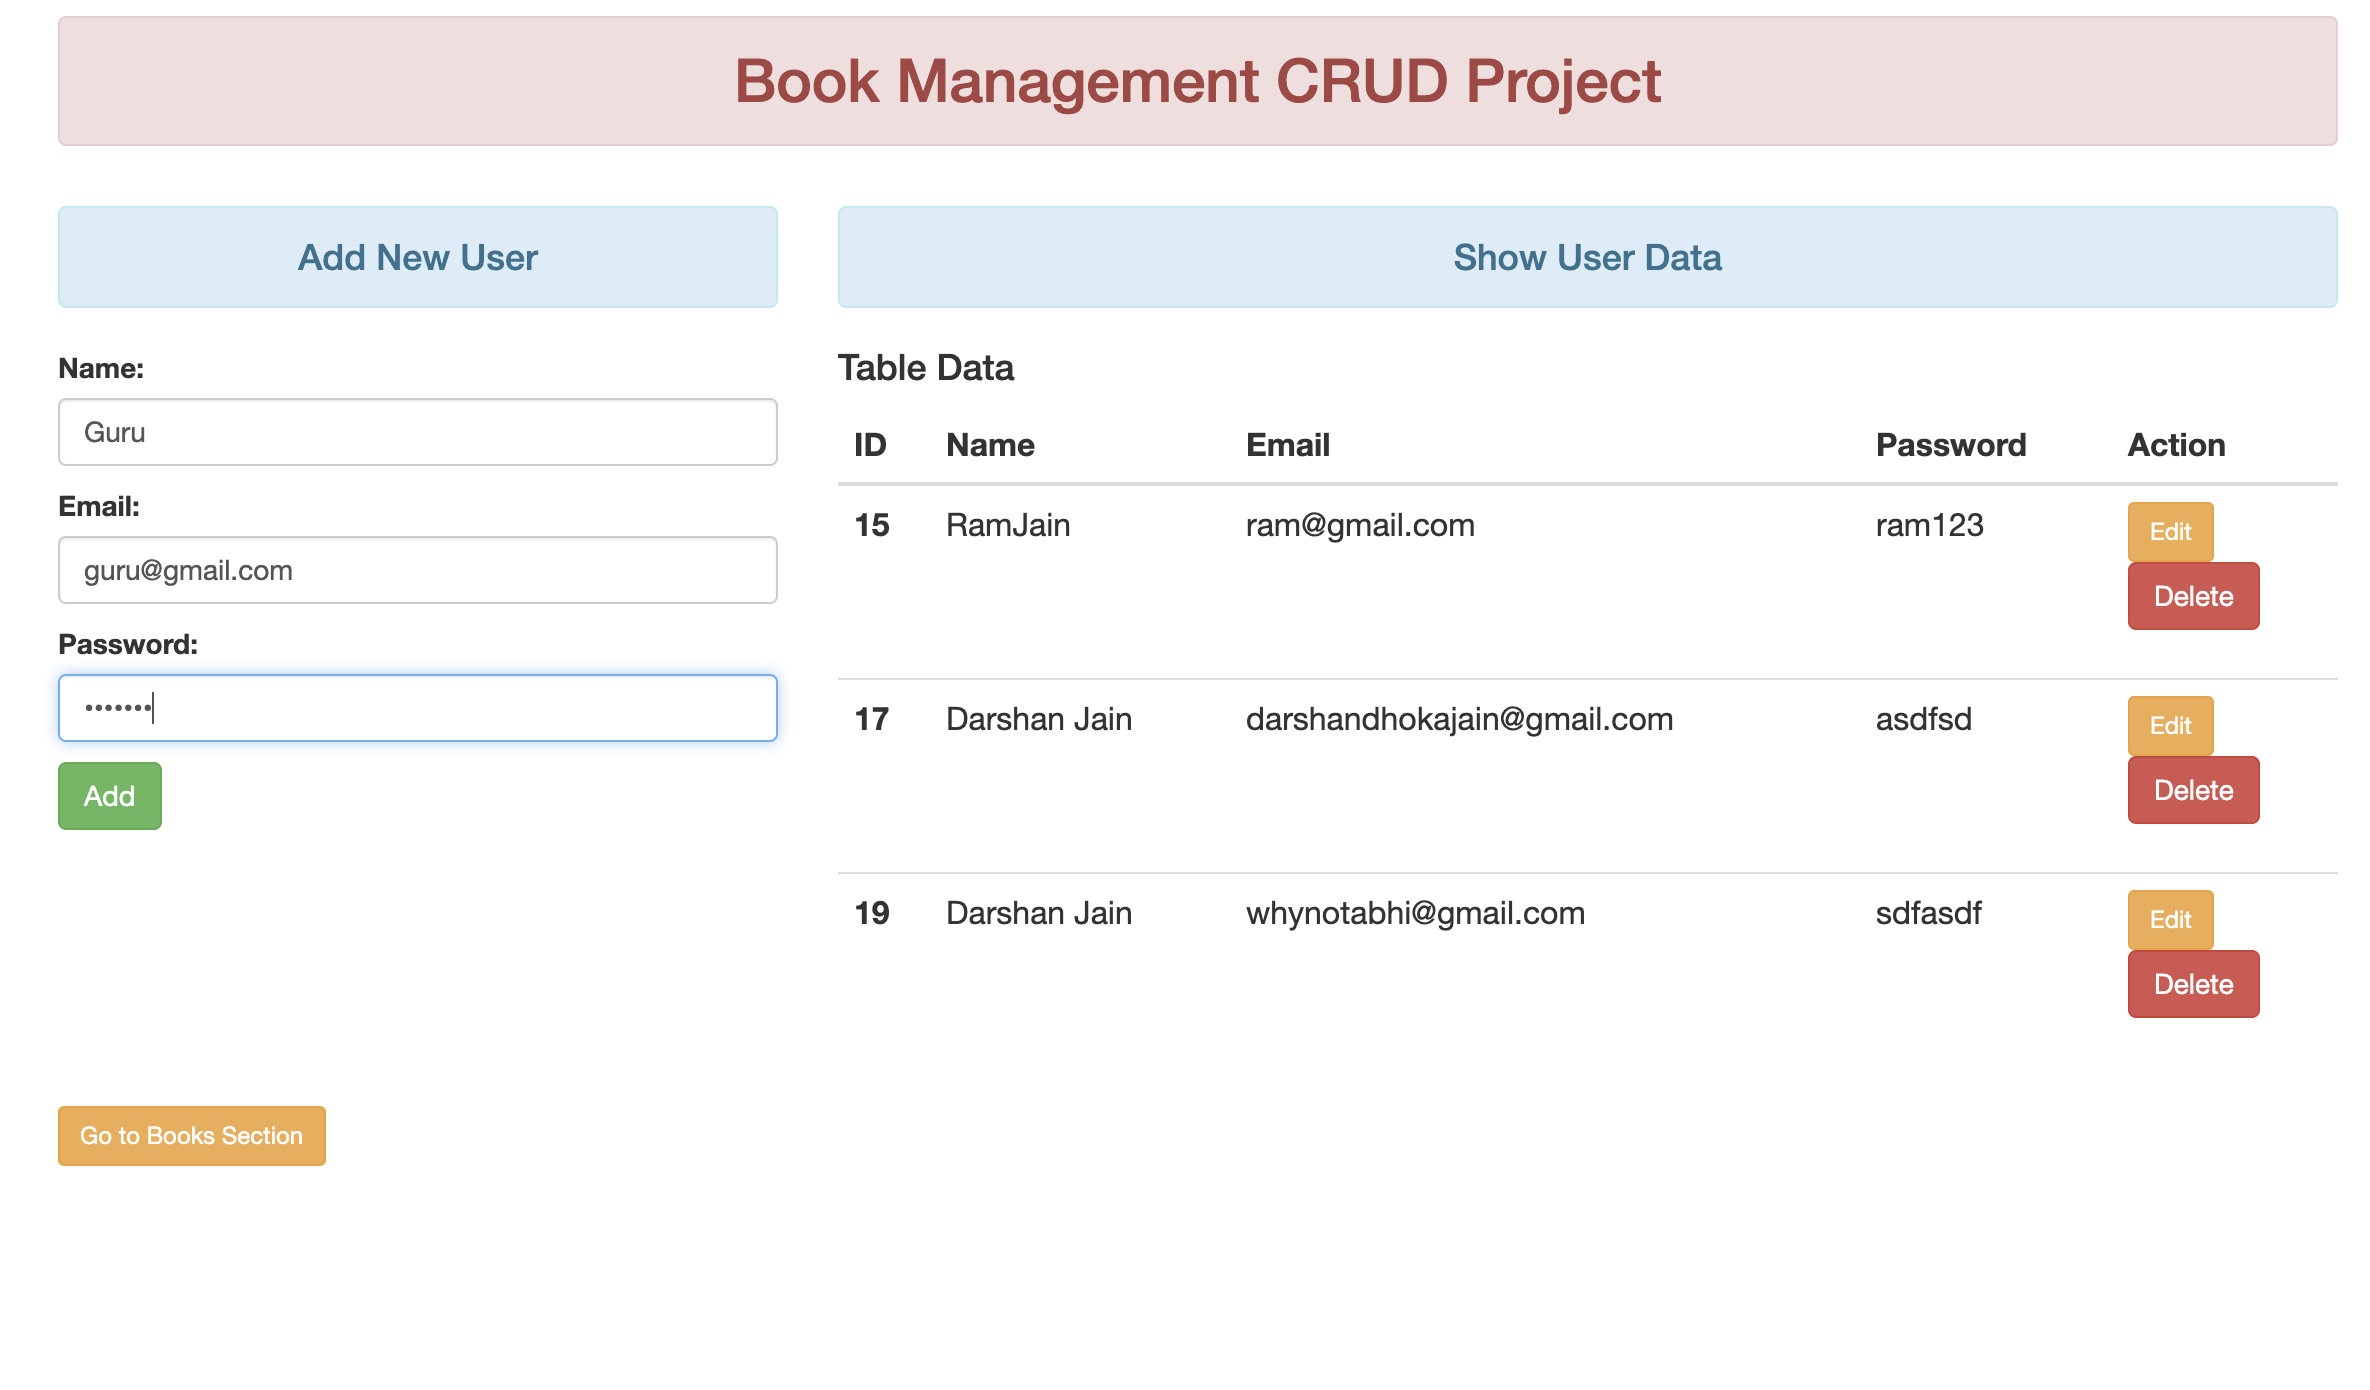 Book Management CRUD Project
Add New User
Name:
Guru
Email:
guru@gmail.com
Password:
•••••••
Add
Show User Data
Table Data
ID Name Email Password Action
15 RamJain ram@gmail.com ram123 Edit
Delete
17 Darshan Jain darshandhokajain@gmail.com asdfsd Edit
Delete
19 Darshan Jain whynotabhi@gmail.com sdfasdf Edit
Delete
Go to Books Section